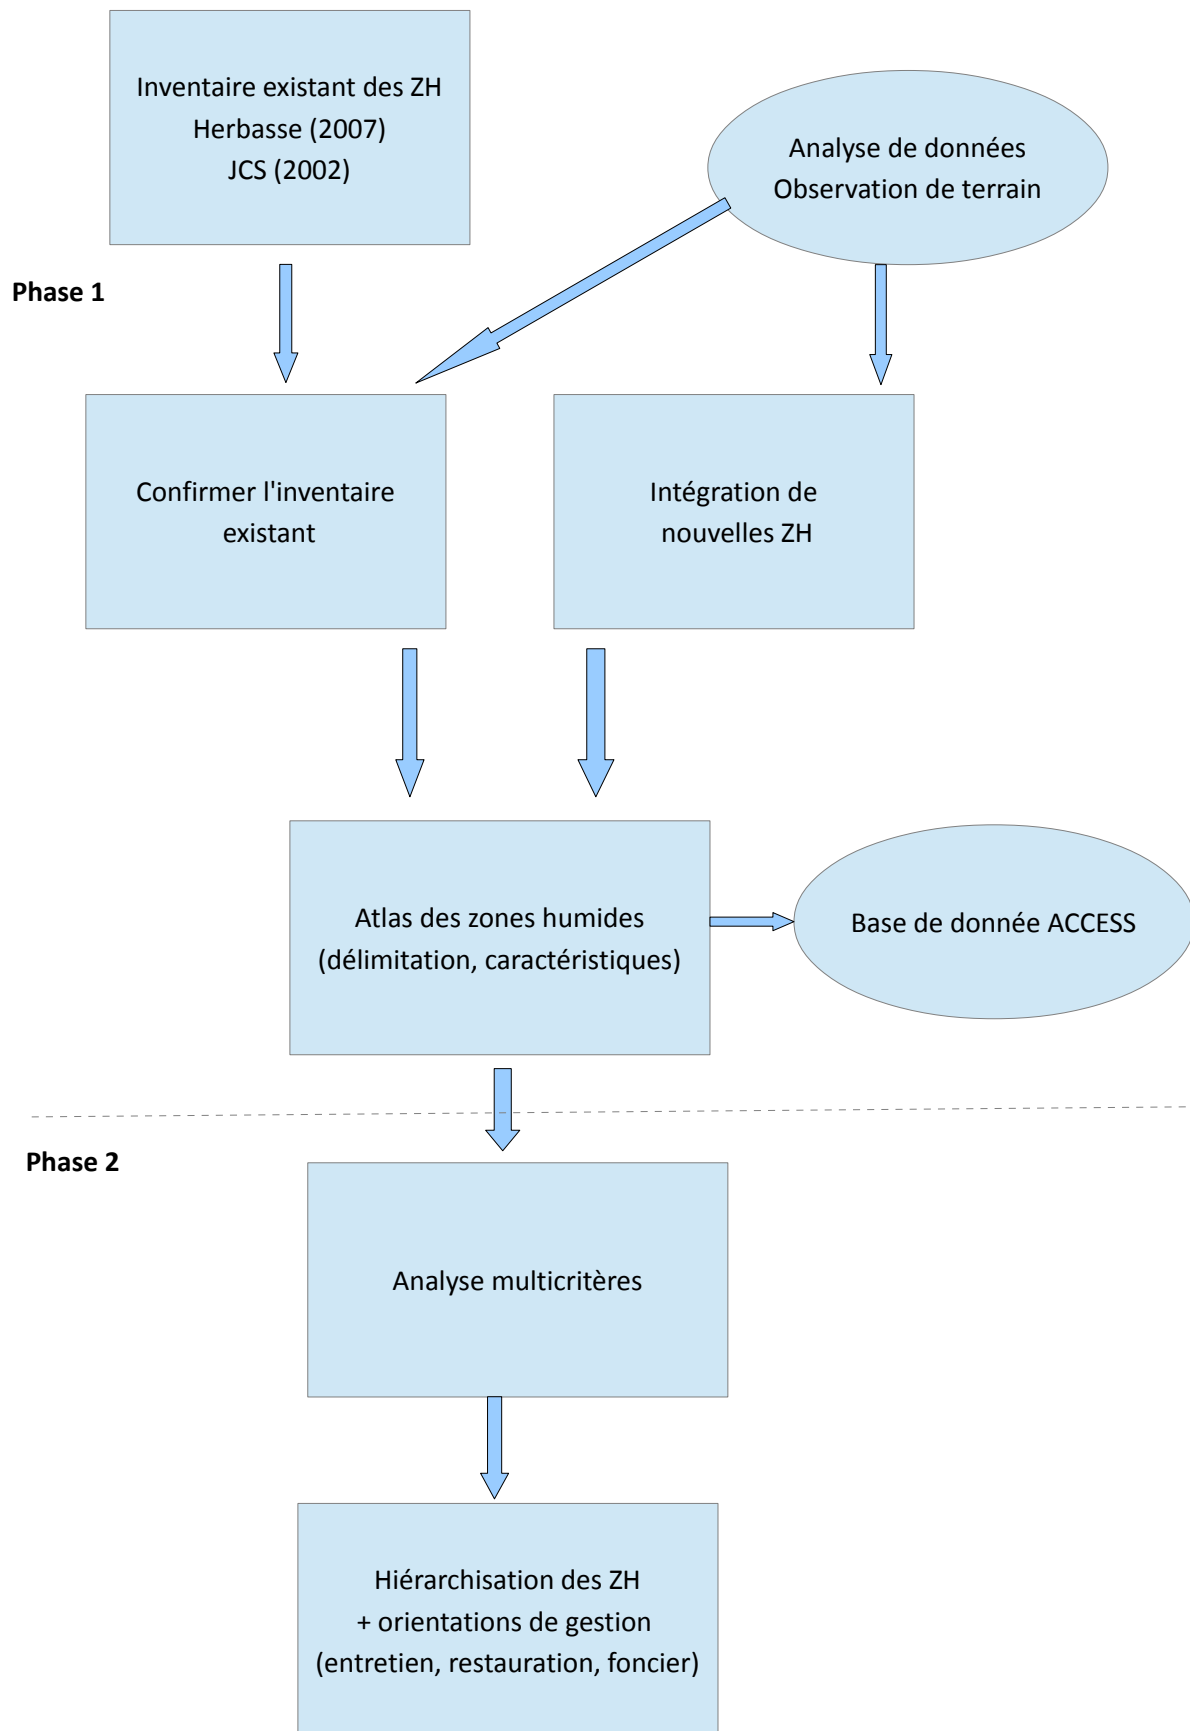 Inventaire existant des ZH
Herbasse (2007)
JCS (2002)
Analyse de données
Observation de terrain
Phase 1
Confirmer l'inventaire
existant
Intégration de
nouvelles ZH
Atlas des zones humides
(délimitation, caractéristiques)
Base de donnée ACCESS
Phase 2
Analyse multicritères
Hiérarchisation des ZH
+ orientations de gestion
(entretien, restauration, foncier)